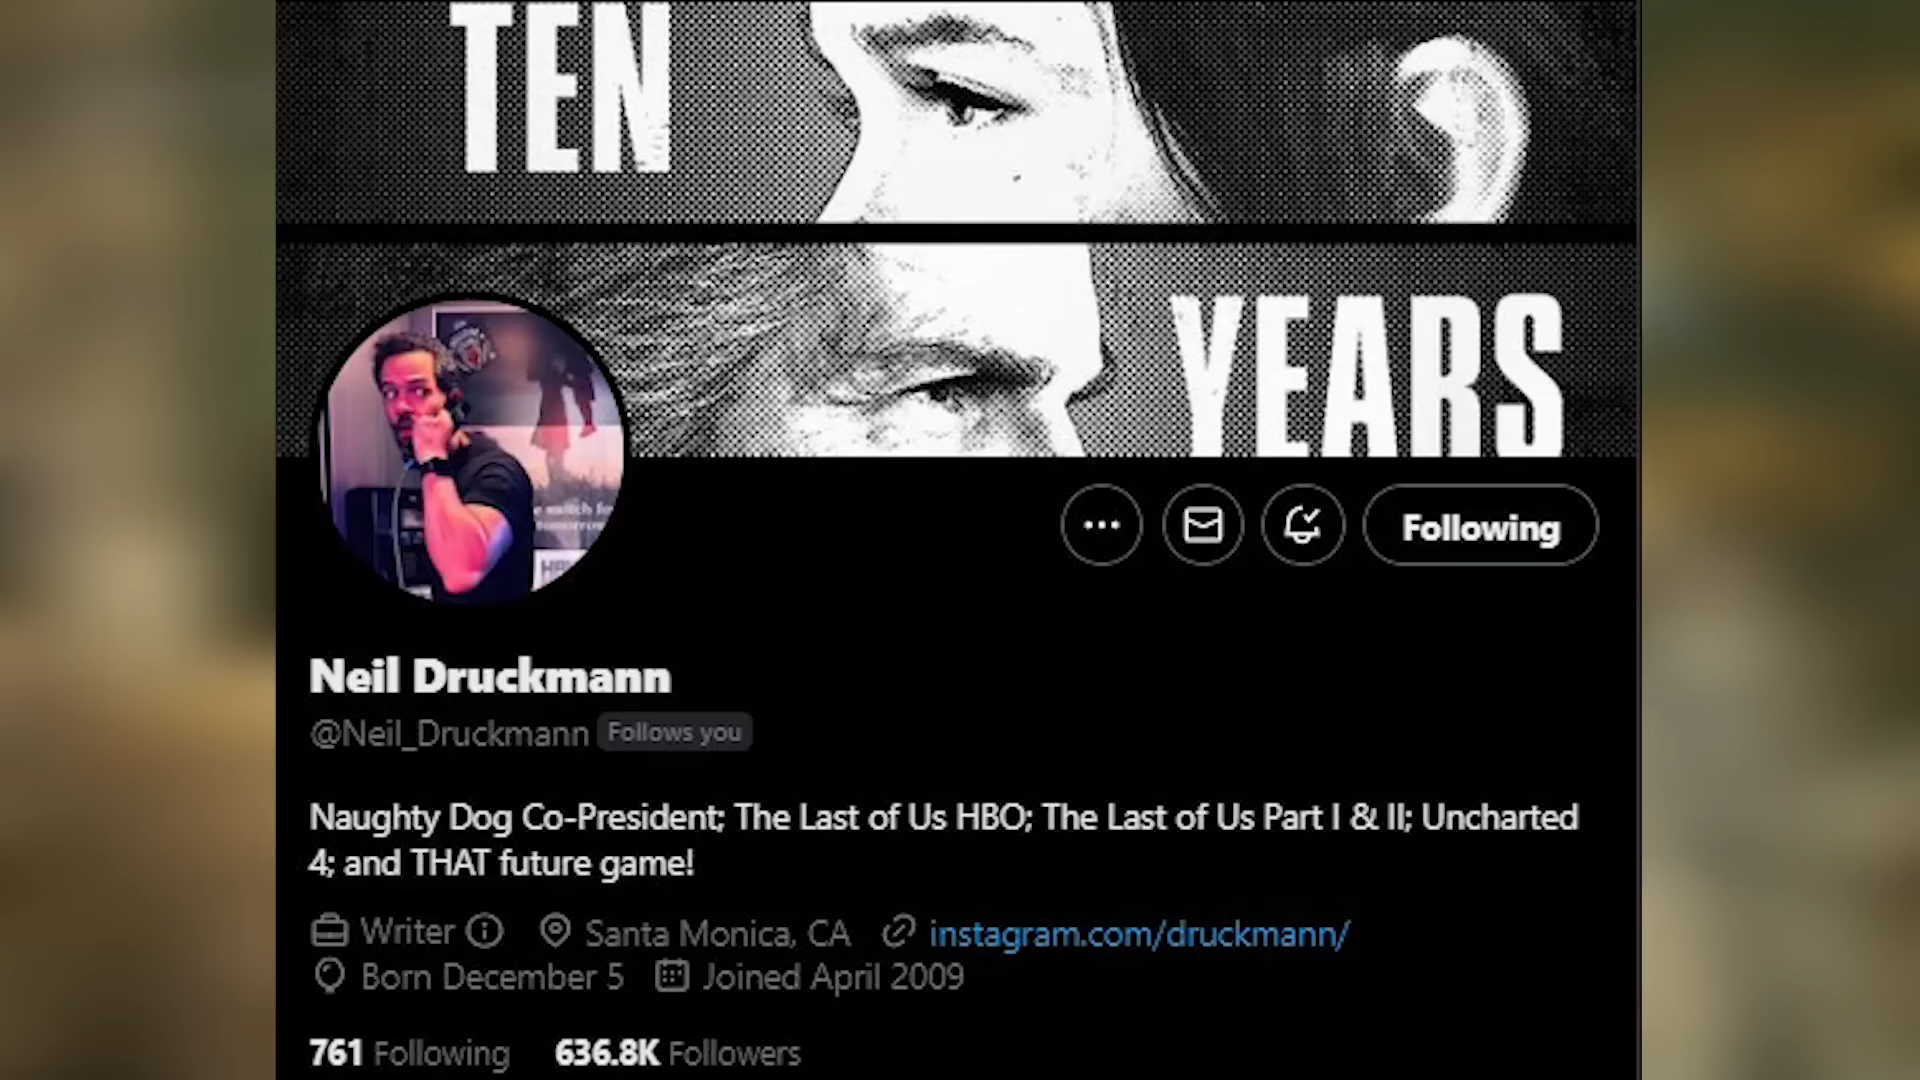 TEN
YEARS
Following
Neil Druckmann
@Neil_Druckmann Follows you
Naughty Dog Co-President; The Last of Us HBO; The Last of Us Part I & II; Uncharted
4; and THAT future game!
Writer Santa Monica, CA instagram.com/druckmann/
Born December 5 Joined April 2009
761 Following 636.8K Followers